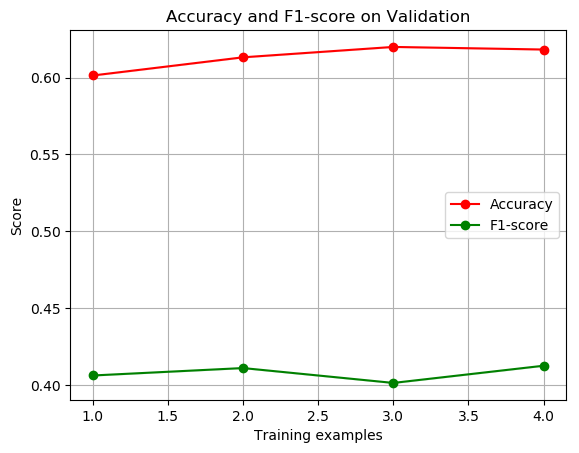 Accuracy and F1-score on Validation
Score
0.60
0.55
0.50
0.45
0.40
Accuracy
F1-score
1.0 1.5 2.0 2.5 3.0 3.5 4.0
Training examples